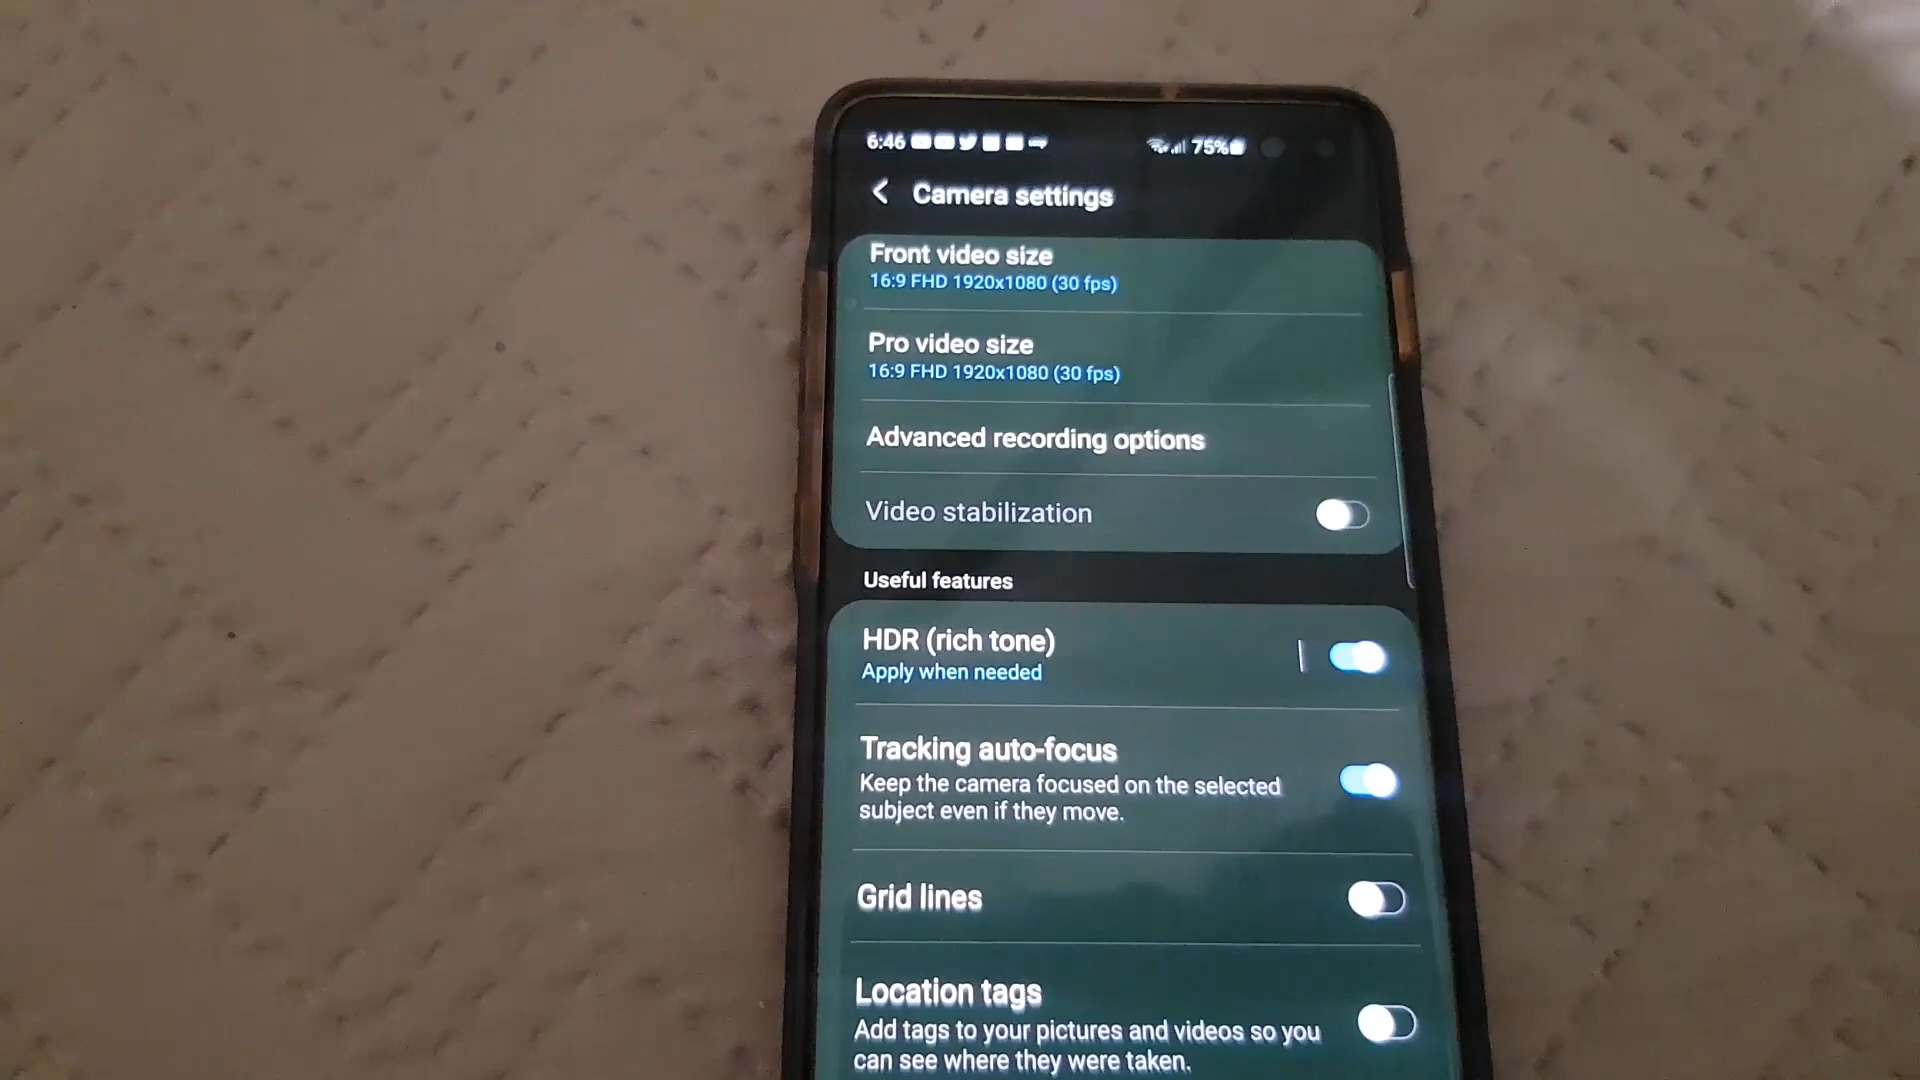 6:46 75%
Camera settings
Front video size
16:9 FHD 1920x1080 (30 fps)
Pro video size
16:9 FHD 1920x1080 (30 fps)
Advanced recording options
Video stabilization
Useful features
HDR (rich tone)
Apply when needed
Tracking auto-focus
Keep the camera focused on the selected
subject even if they move.
Grid lines
Location tags
Add tags to your pictures and videos so you
can see where they were taken.